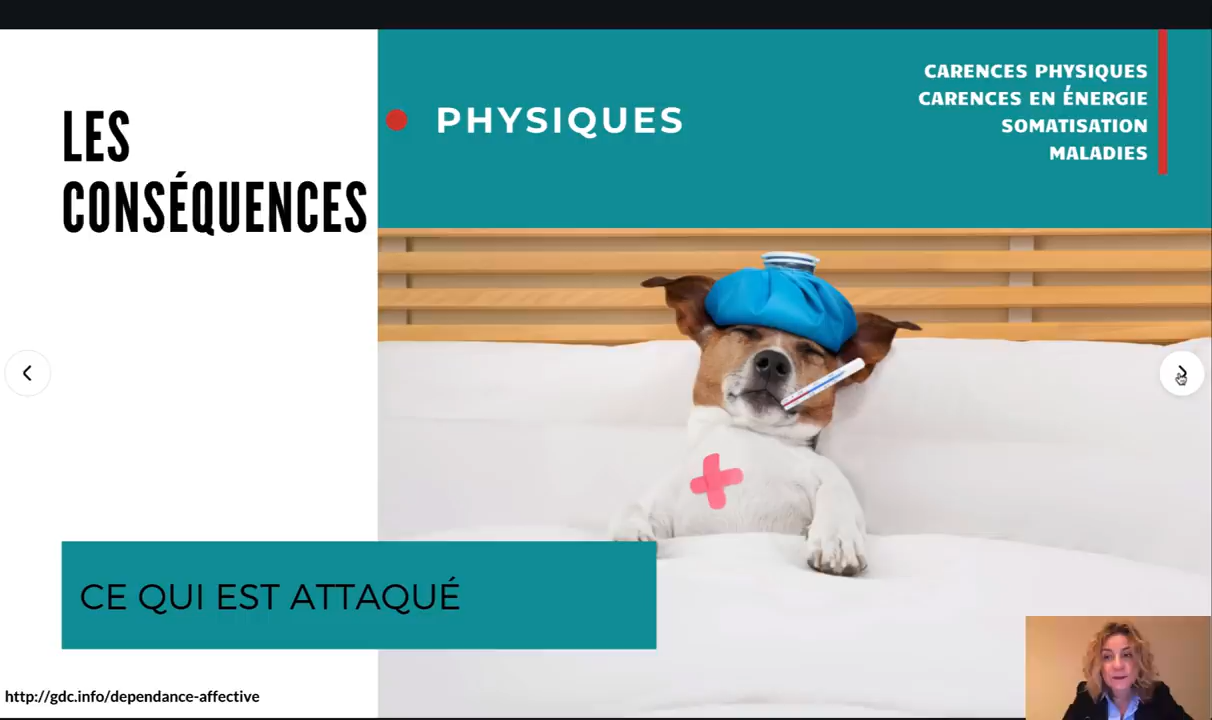 LES
CONSÉQUENCES
PHYSIQUES
CARENCES PHYSIQUES
CARENCES EN ÉNERGIE
SOMATISATION
MALADIES
CE QUI EST ATTAQUÉ
http://gdc.info/dependance-affective